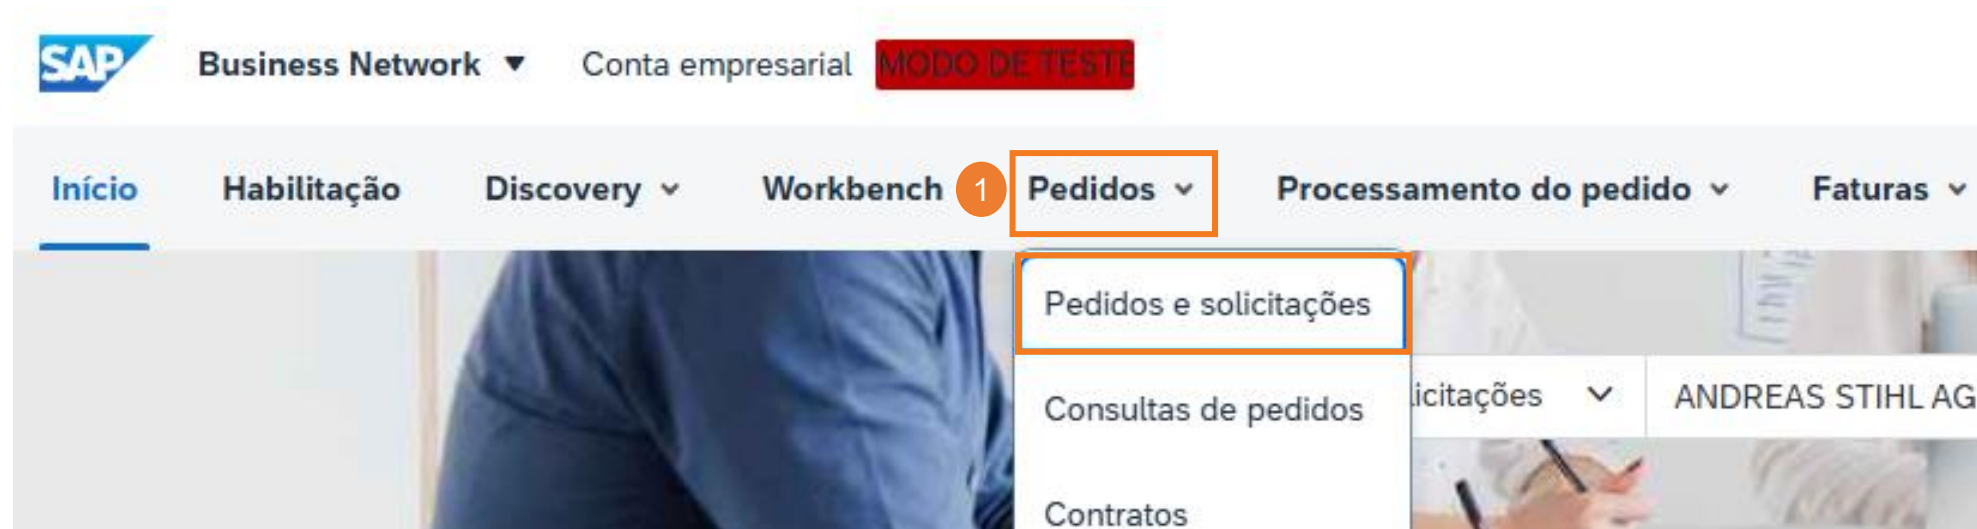 SAP Business Network Conta empresarial MODO DE TESTE
Início Habilitação Discovery Workbench 1 Pedidos Processamento do pedido Faturas
Pedidos e solicitações
Consultas de pedidos
icitações ANDREAS STIHL AG
Contratos